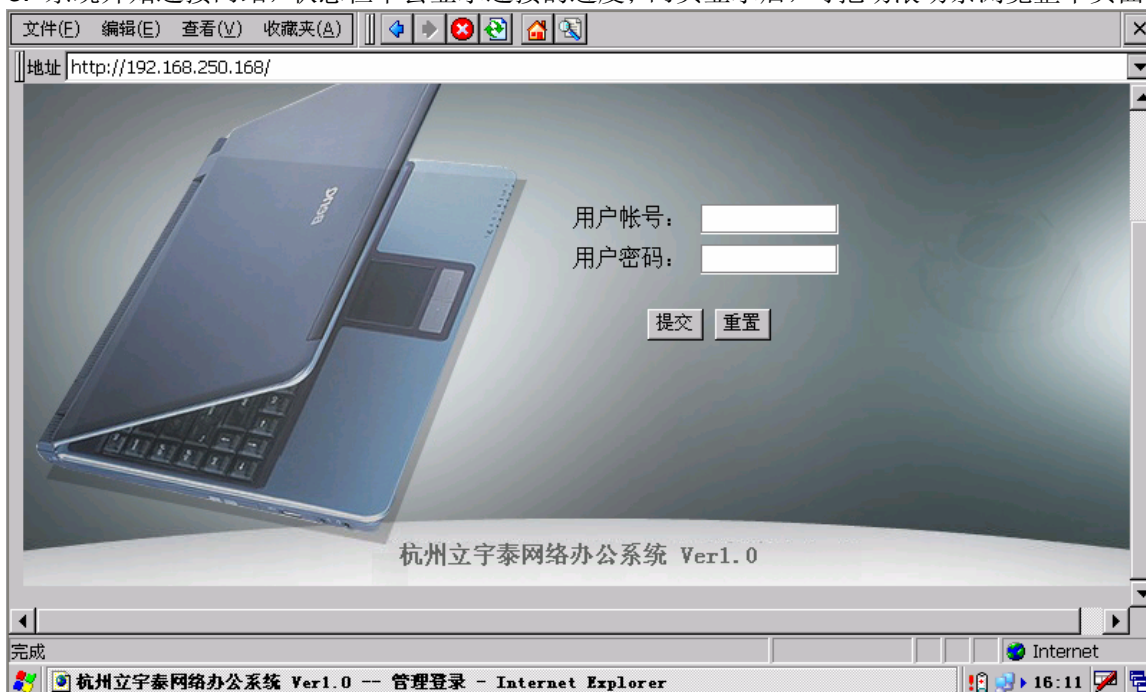 文件(F) 编辑(E) 查看(V) 收藏夹(A)
地址 http://192.168.250.168/
用户帐号：
用户密码：
提交 重置
杭州立宇泰网络办公系统 Ver1.0
完成 Internet
杭州立宇泰网络办公系统 Ver1.0 -- 管理登录 - Internet Explorer 16:11